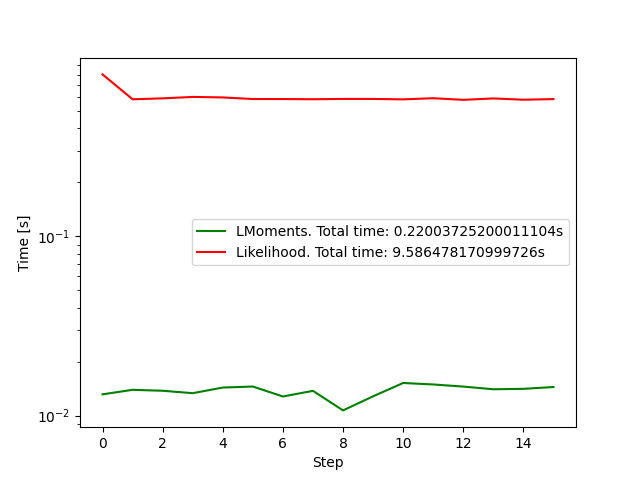 Time [s]
10⁻¹
10⁻²
LMoments. Total time: 0.22003725200011104s
Likelihood. Total time: 9.586478170999726s
0 2 4 6 8 10 12 14
Step